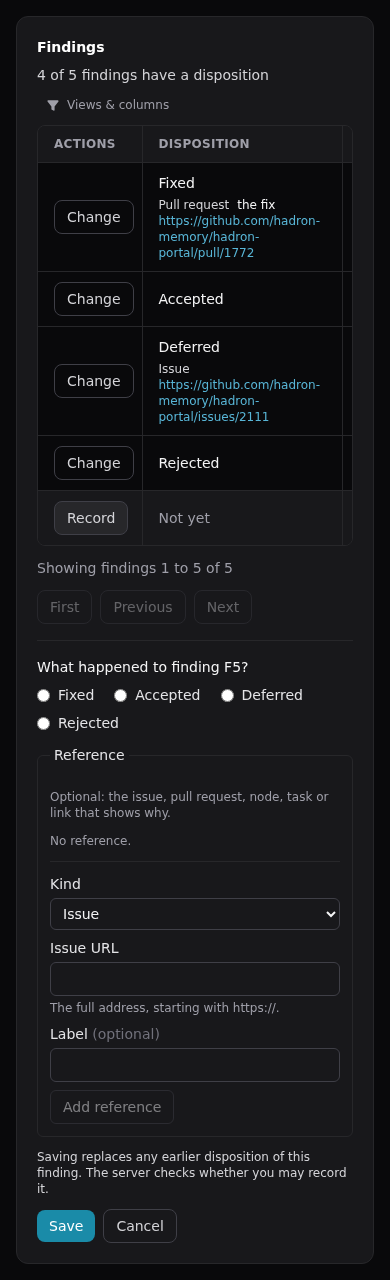 Findings
4 of 5 findings have a disposition
Views & columns
ACTIONS DISPOSITION
Change Fixed
Pull request the fix
https://github.com/hadron-
memory/hadron-
portal/pull/1772
Change Accepted
Change Deferred
Issue
https://github.com/hadron-
memory/hadron-
portal/issues/2111
Change Rejected
Record Not yet
Showing findings 1 to 5 of 5
First Previous Next
What happened to finding F5?
Fixed Accepted Deferred
Rejected
Reference
Optional: the issue, pull request, node, task or
link that shows why.
No reference.
Kind
Issue
Issue URL
The full address, starting with https://.
Label (optional)
Add reference
Saving replaces any earlier disposition of this
finding. The server checks whether you may record
it.
Save Cancel